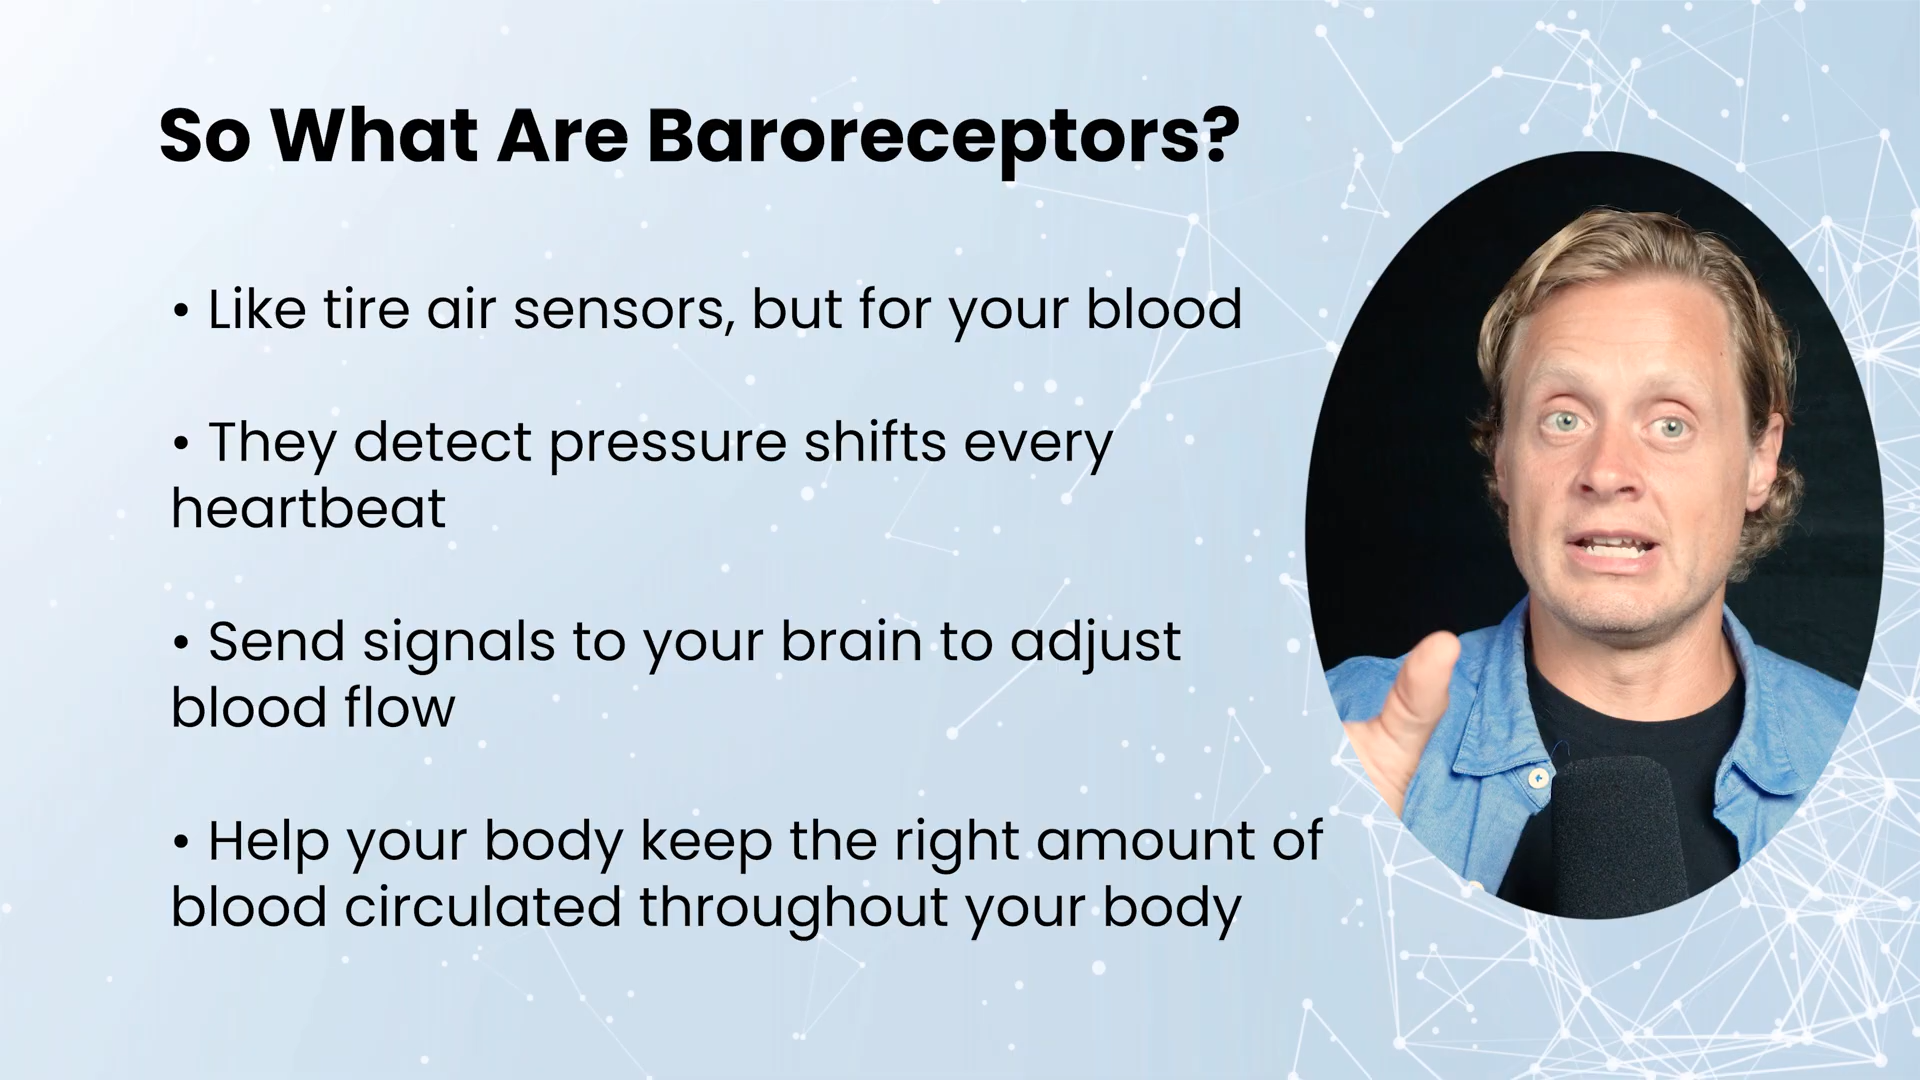 So What Are Baroreceptors?
• Like tire air sensors, but for your blood
• They detect pressure shifts every
heartbeat
• Send signals to your brain to adjust
blood flow
• Help your body keep the right amount of
blood circulated throughout your body